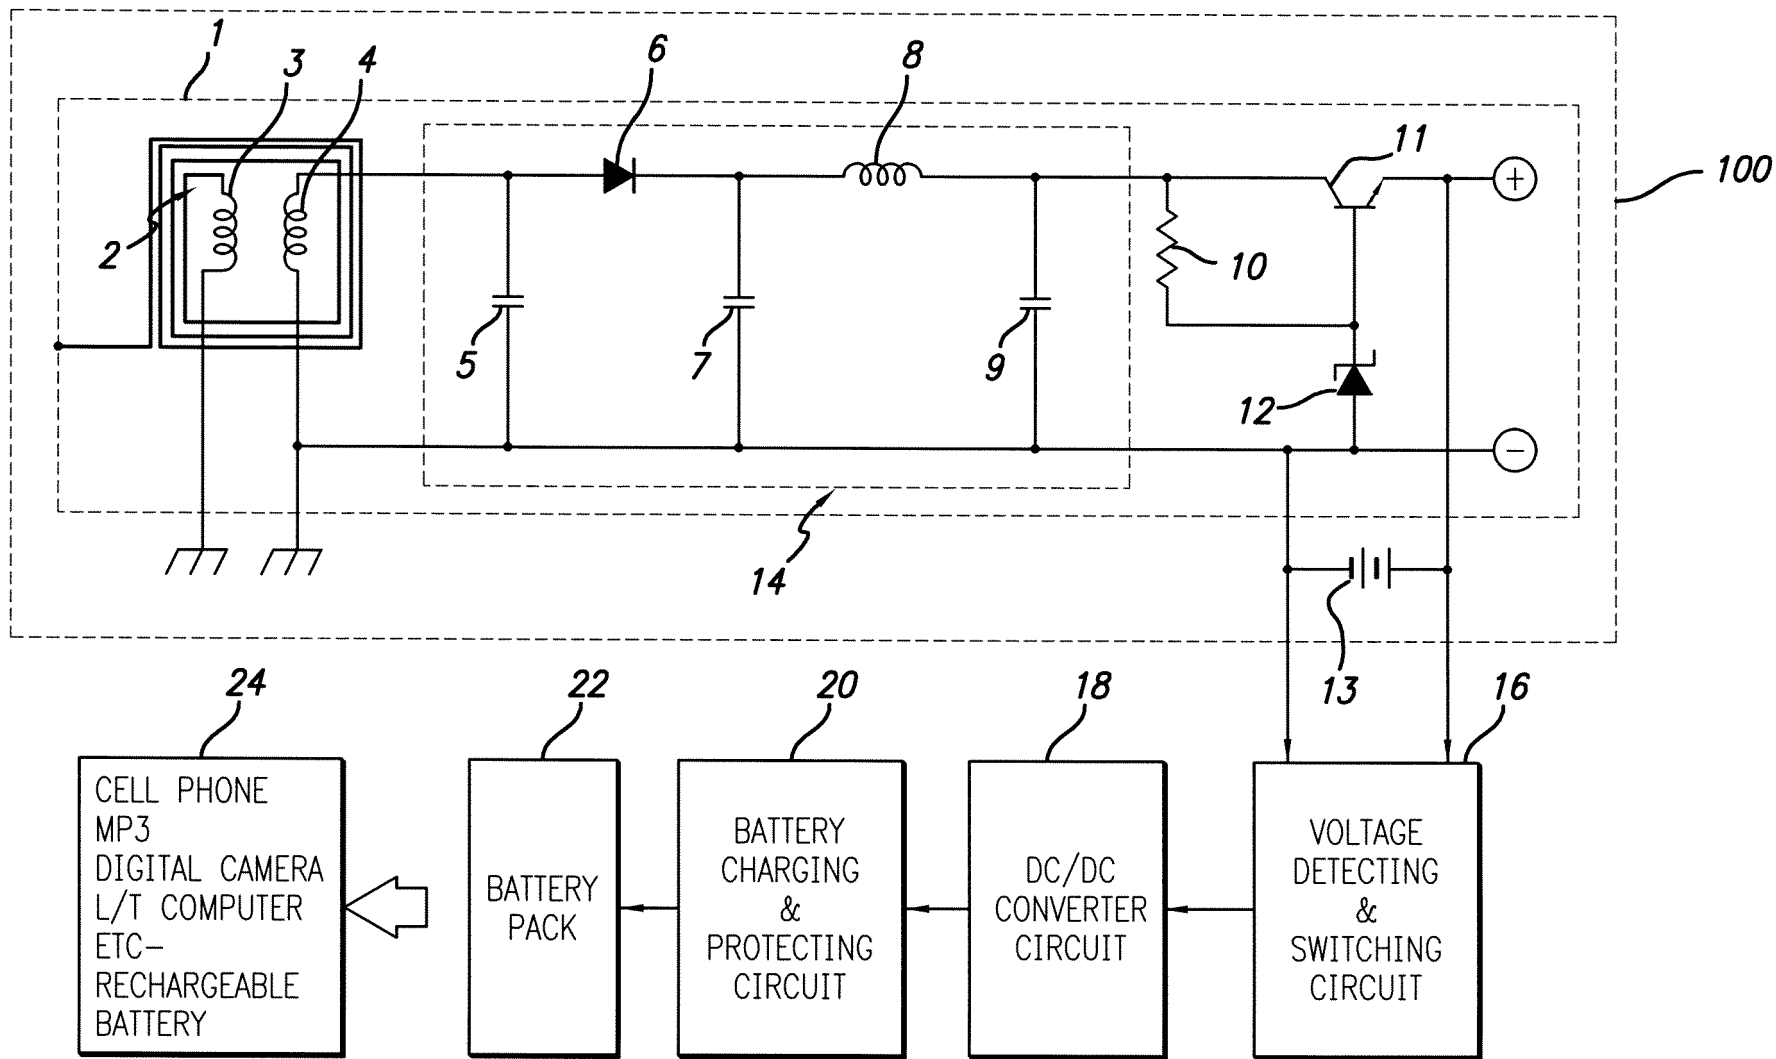 1
3
4
6
8
11
100
2
+
10
5
7
9
12
-
14
13
24
22
20
18
16
CELL PHONE
MP3
DIGITAL CAMERA
L/T COMPUTER
ETC-
RECHARGEABLE
BATTERY
BATTERY
PACK
BATTERY
CHARGING
&
PROTECTING
CIRCUIT
DC/DC
CONVERTER
CIRCUIT
VOLTAGE
DETECTING
&
SWITCHING
CIRCUIT